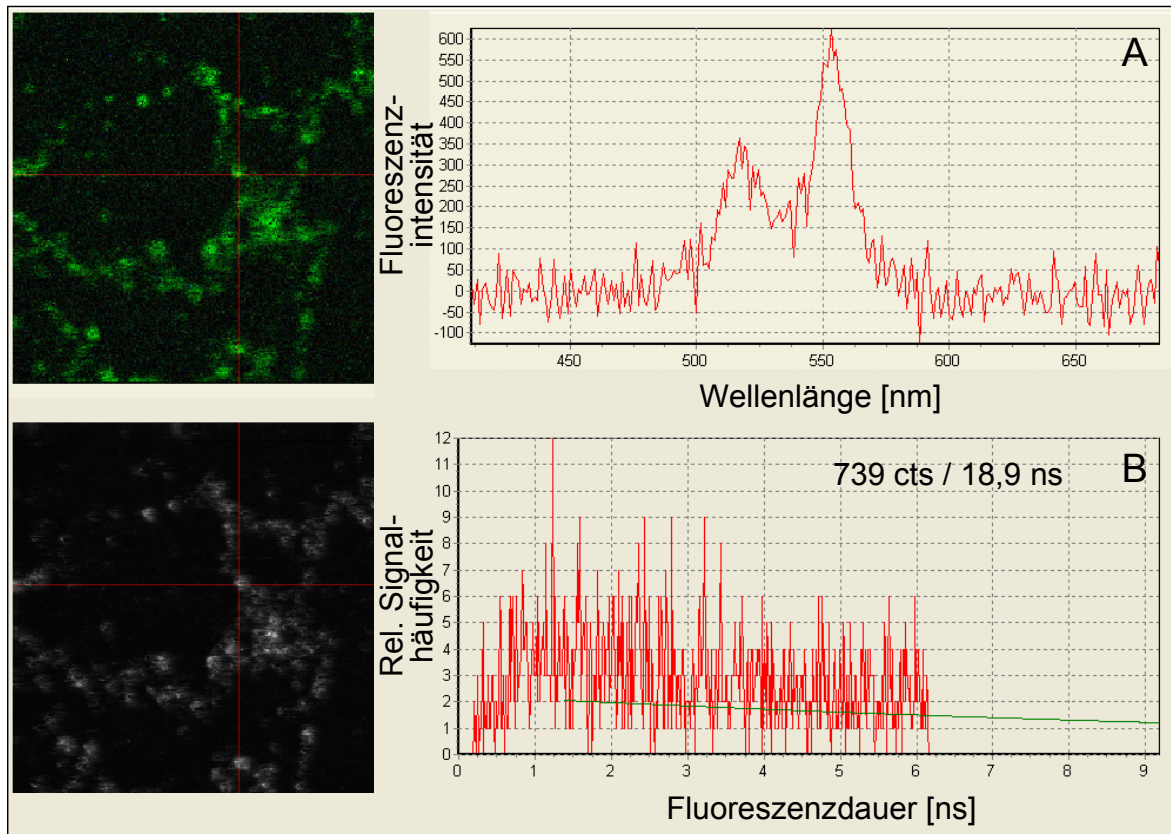 A
Fluoreszenz-
intensität
600
550
500
450
400
350
300
250
200
150
100
50
0
-50
-100
450 500 550 600 650
Wellenlänge [nm]
B
739 cts / 18,9 ns
Rel. Signal-
häufigkeit
12
11
10
9
8
7
6
5
4
3
2
1
0
0 1 2 3 4 5 6 7 8 9
Fluoreszenzdauer [ns]